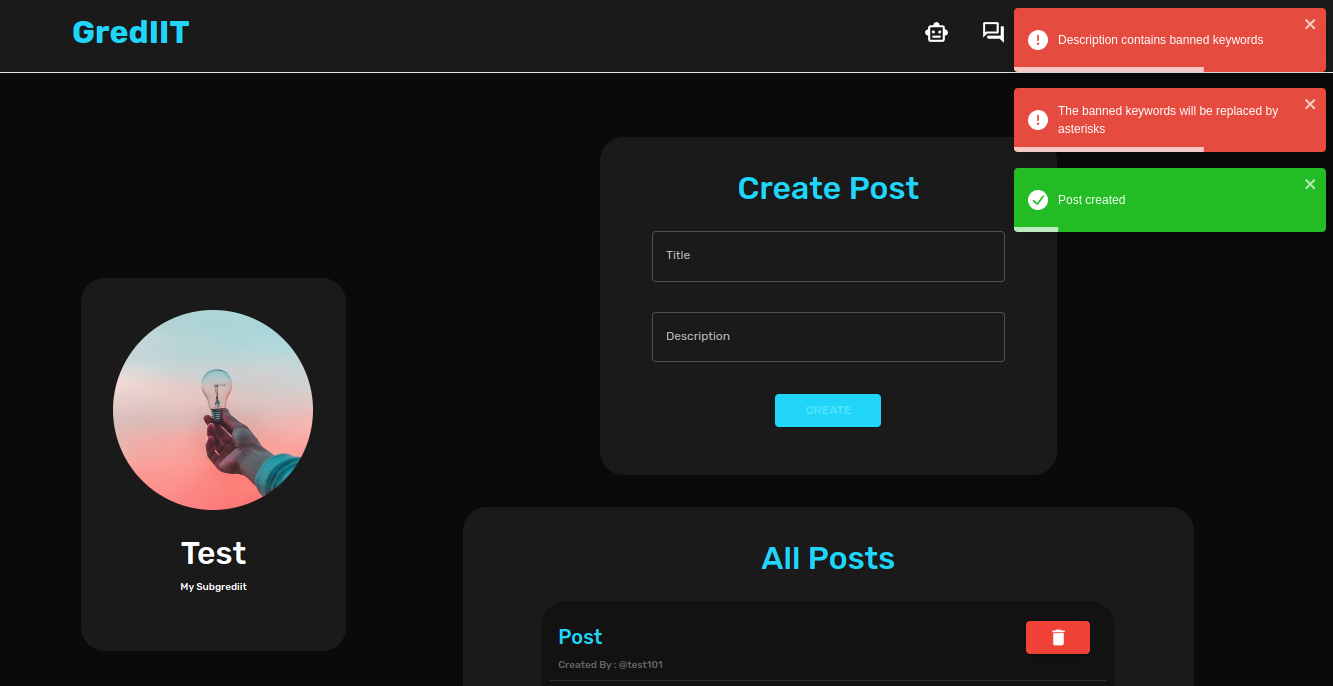 GredIIT
Description contains banned keywords
The banned keywords will be replaced by
asterisks
Post created
Create Post
Title
Description
CREATE
Test
My Subgrediit
All Posts
Post
Created By : @test101